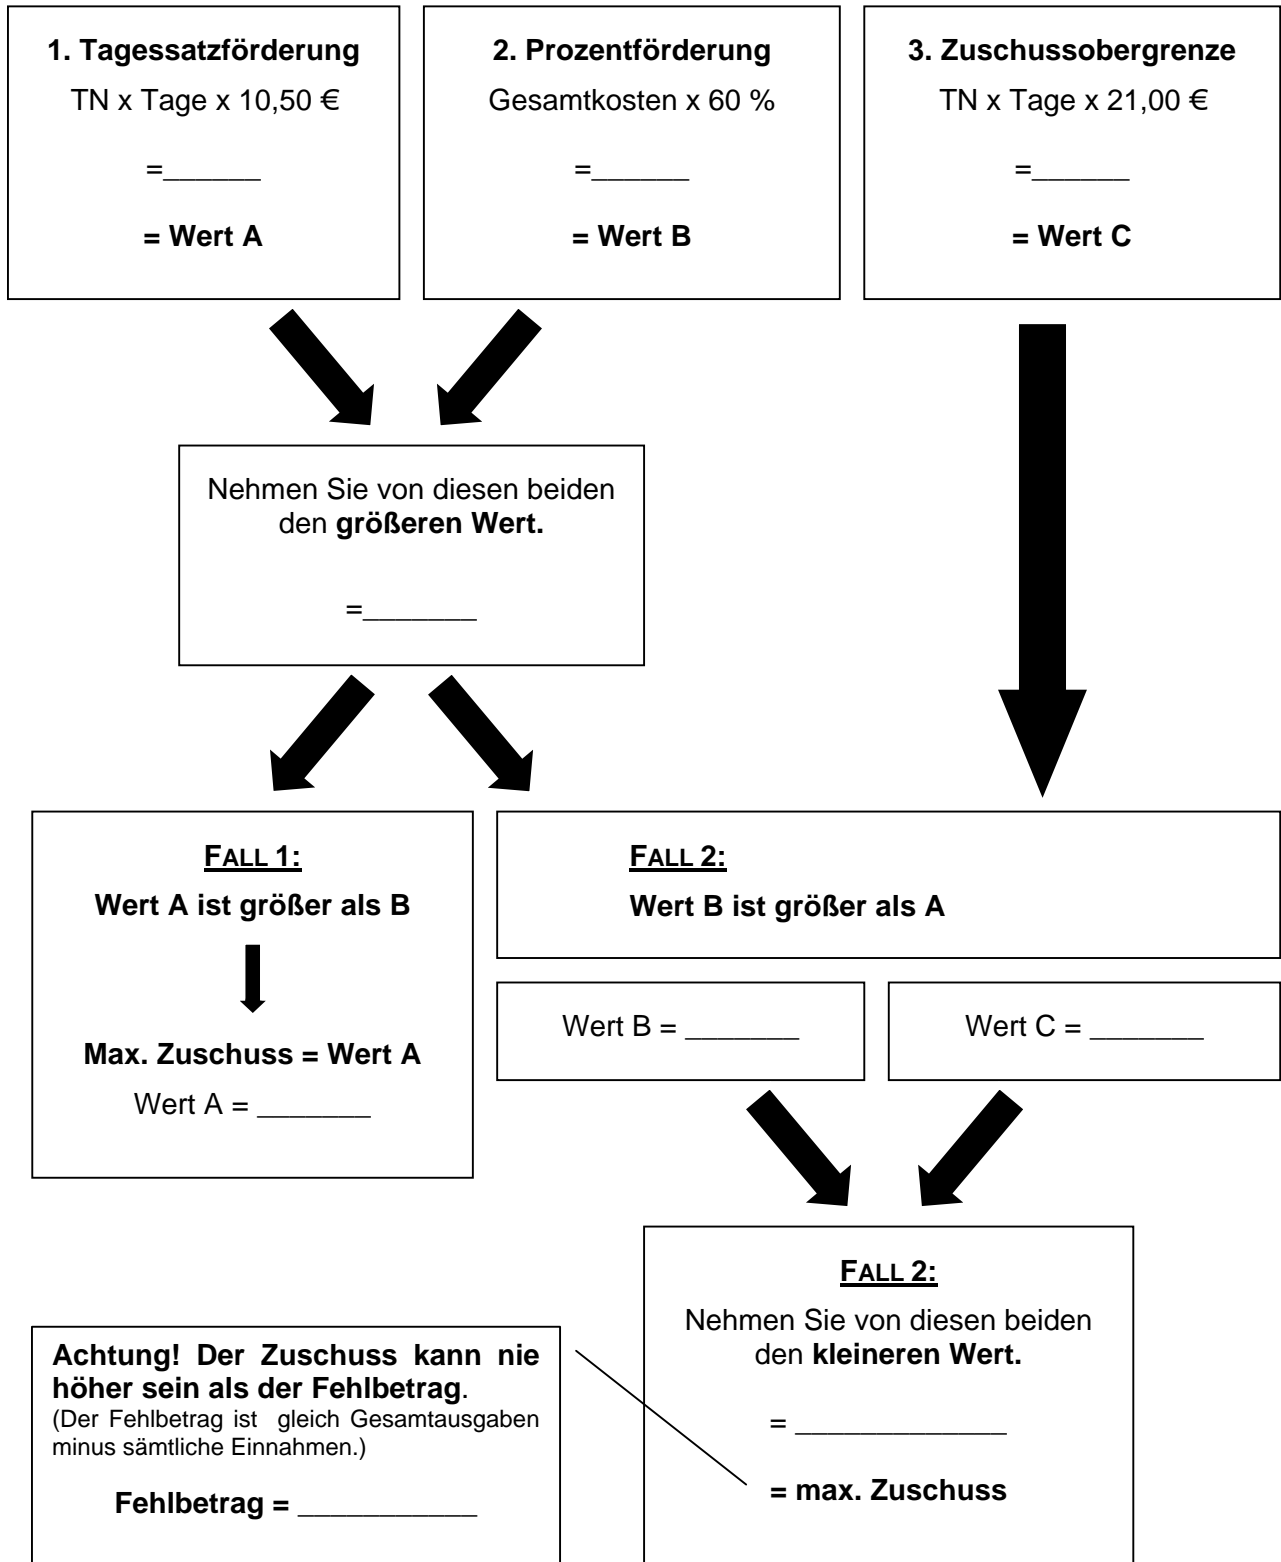 1. Tagessatzförderung
TN x Tage x 10,50 €
=______
= Wert A
2. Prozentförderung
Gesamtkosten x 60 %
=______
= Wert B
3. Zuschussobergrenze
TN x Tage x 21,00 €
=______
= Wert C
Nehmen Sie von diesen beiden
den größeren Wert.
=_______
FALL 1:
Wert A ist größer als B
Max. Zuschuss = Wert A
Wert A = _______
FALL 2:
Wert B ist größer als A
Wert B = _______
Wert C = _______
FALL 2:
Nehmen Sie von diesen beiden
den kleineren Wert.
= _____________
= max. Zuschuss
Achtung! Der Zuschuss kann nie
höher sein als der Fehlbetrag.
(Der Fehlbetrag ist gleich Gesamtausgaben
minus sämtliche Einnahmen.)
Fehlbetrag = ___________